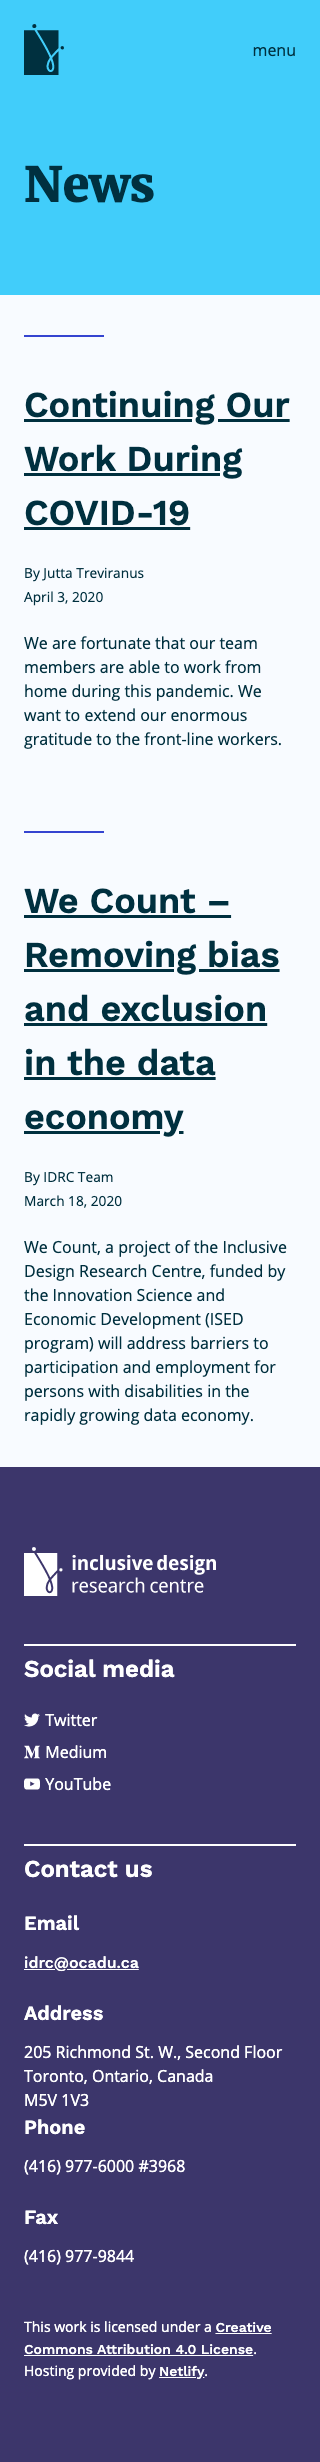 menu
News
Continuing Our
Work During
COVID-19
By Jutta Treviranus
April 3, 2020
We are fortunate that our team
members are able to work from
home during this pandemic. We
want to extend our enormous
gratitude to the front-line workers.
We Count –
Removing bias
and exclusion
in the data
economy
By IDRC Team
March 18, 2020
We Count, a project of the Inclusive
Design Research Centre, funded by
the Innovation Science and
Economic Development (ISED
program) will address barriers to
participation and employment for
persons with disabilities in the
rapidly growing data economy.
inclusive design
research centre
Social media
Twitter
Medium
YouTube
Contact us
Email
idrc@ocadu.ca
Address
205 Richmond St. W., Second Floor
Toronto, Ontario, Canada
M5V 1V3
Phone
(416) 977-6000 #3968
Fax
(416) 977-9844
This work is licensed under a Creative
Commons Attribution 4.0 License.
Hosting provided by Netlify.